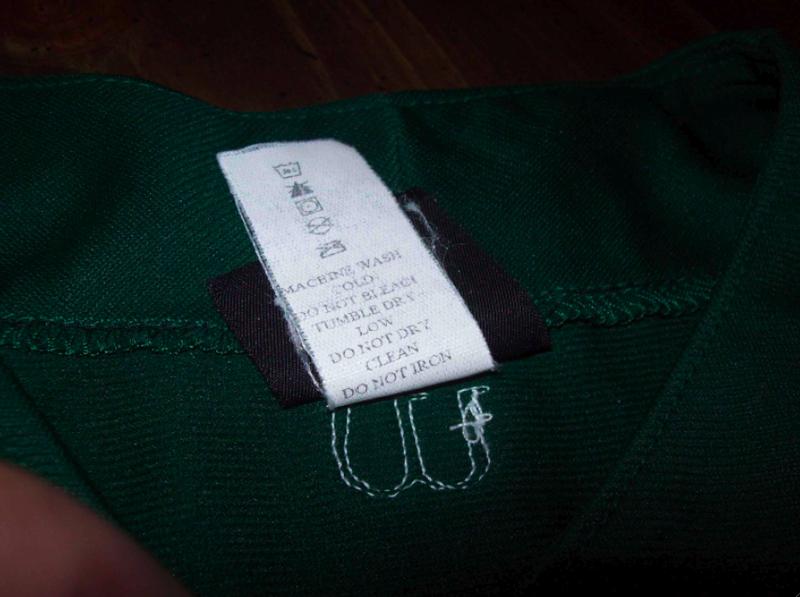 MACHINE WASH
COLD
DO NOT BLEACH
TUMBLE DRY
LOW
DO NOT DRY
CLEAN
DO NOT IRON